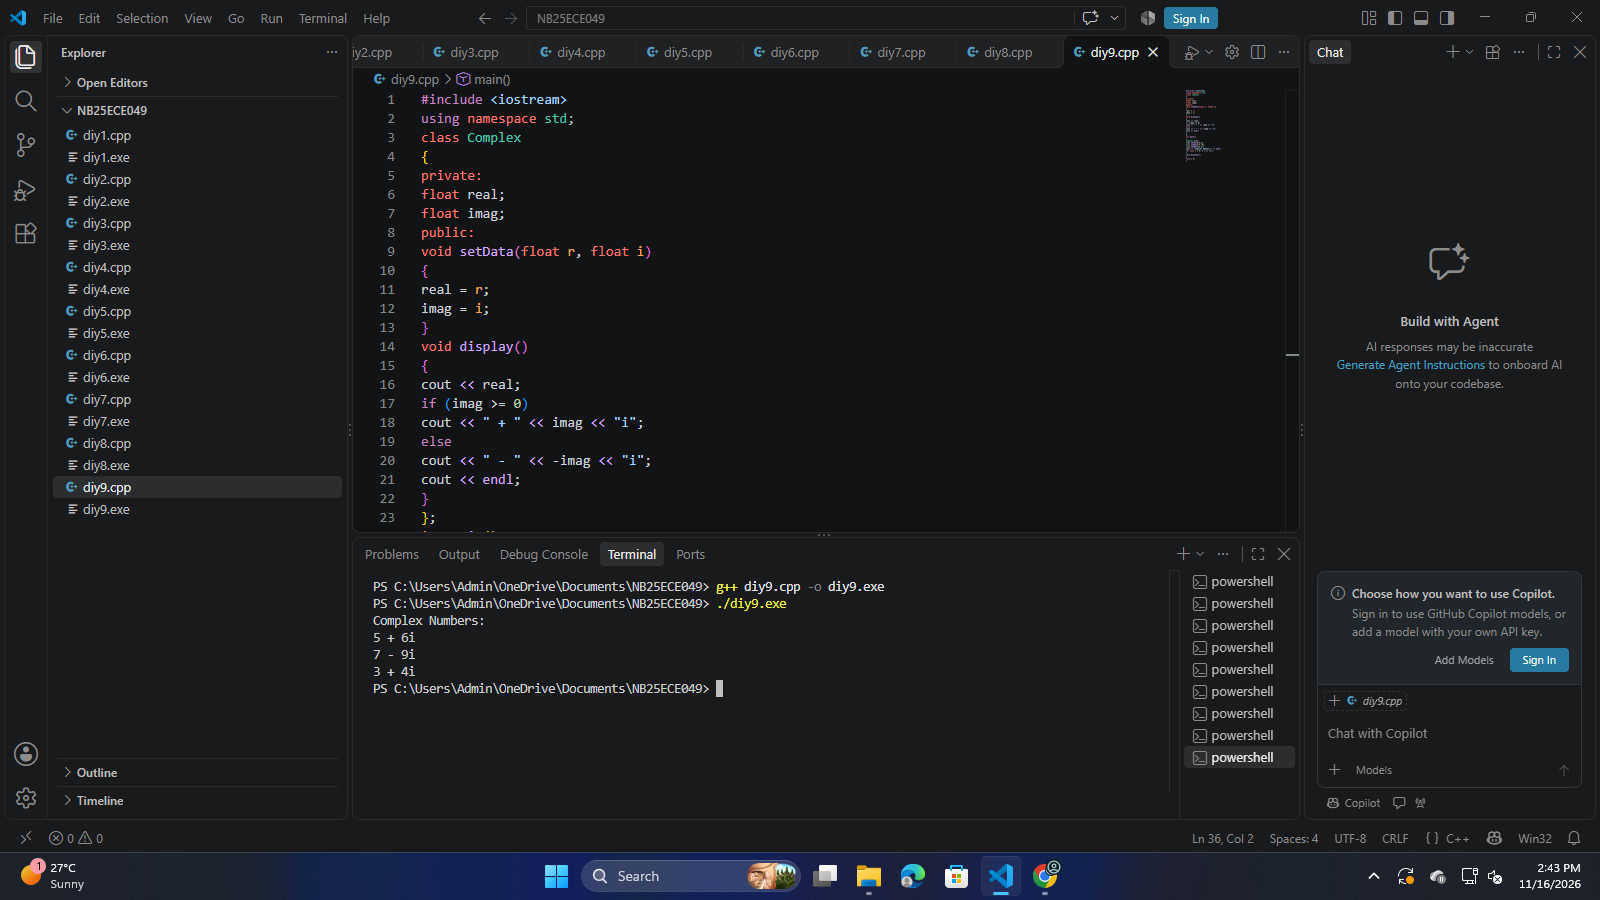 File Edit Selection View Go Run Terminal Help
NB25ECE049
Sign In
Explorer
Open Editors
NB25ECE049
diy1.cpp
diy1.exe
diy2.cpp
diy2.exe
diy3.cpp
diy3.exe
diy4.cpp
diy4.exe
diy5.cpp
diy5.exe
diy6.cpp
diy6.exe
diy7.cpp
diy7.exe
diy8.cpp
diy8.exe
diy9.cpp
diy9.exe
Outline
Timeline
iy2.cpp diy3.cpp diy4.cpp diy5.cpp diy6.cpp diy7.cpp diy8.cpp diy9.cpp
diy9.cpp > main()
1 #include <iostream>
2 using namespace std;
3 class Complex
4 {
5 private:
6 float real;
7 float imag;
8 public:
9 void setData(float r, float i)
10 {
11 real = r;
12 imag = i;
13 }
14 void display()
15 {
16 cout << real;
17 if (imag >= 0)
18 cout << " + " << imag << "i";
19 else
20 cout << " - " << -imag << "i";
21 cout << endl;
22 }
23 };
Problems Output Debug Console Terminal Ports
PS C:\Users\Admin\OneDrive\Documents\NB25ECE049> g++ diy9.cpp -o diy9.exe
PS C:\Users\Admin\OneDrive\Documents\NB25ECE049> ./diy9.exe
Complex Numbers:
5 + 6i
7 - 9i
3 + 4i
PS C:\Users\Admin\OneDrive\Documents\NB25ECE049>
powershell
powershell
powershell
powershell
powershell
powershell
powershell
powershell
powershell
Chat
Build with Agent
AI responses may be inaccurate
Generate Agent Instructions to onboard AI
onto your codebase.
Choose how you want to use Copilot.
Sign in to use GitHub Copilot models, or
add a model with your own API key.
Add Models Sign In
diy9.cpp
Chat with Copilot
Models
Copilot
0 0
Ln 36, Col 2 Spaces: 4 UTF-8 CRLF {} C++ Win32
1
27°C
Sunny
Search
2:43 PM
11/16/2026